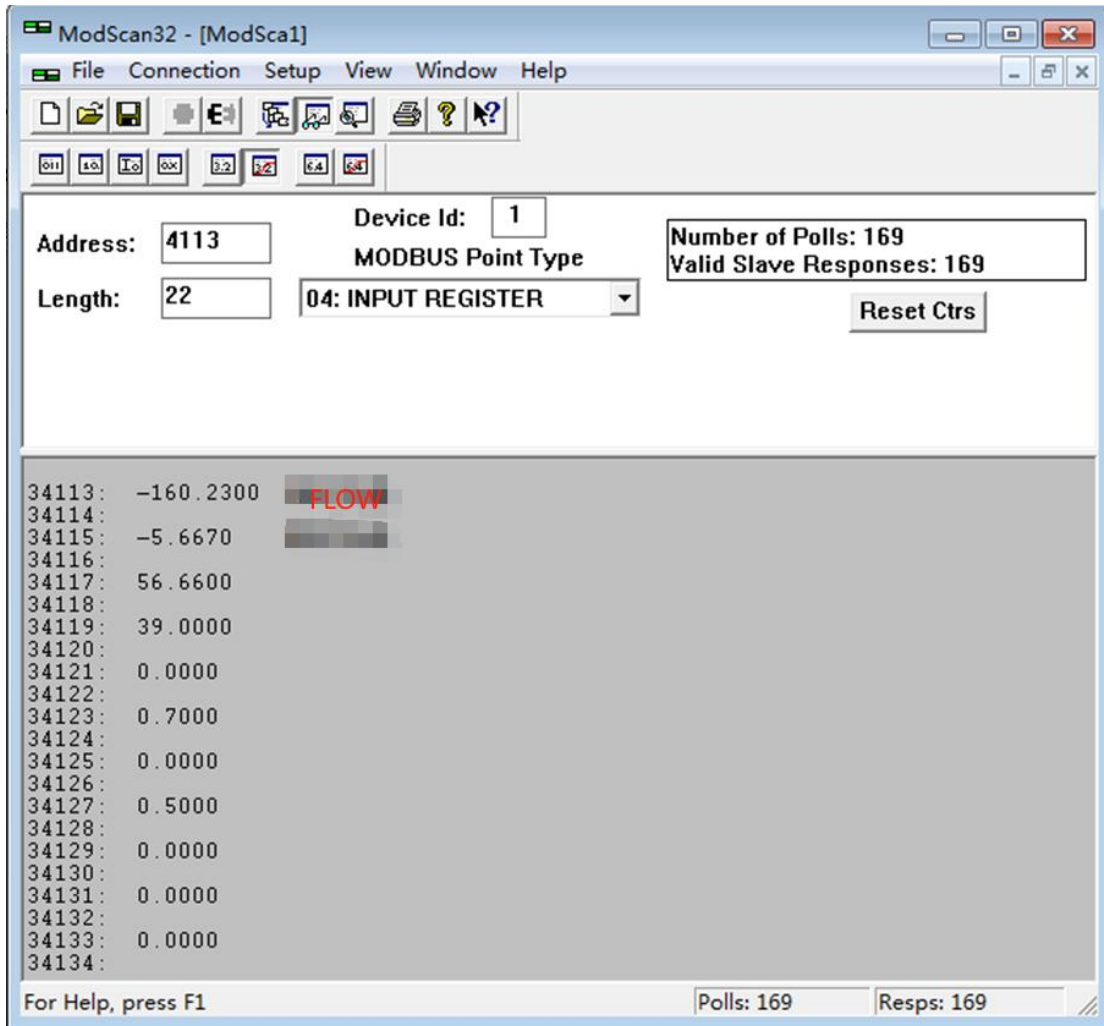 ModScan32 - [ModSca1]
File Connection Setup View Window Help
Address: 4113
Device Id: 1
MODBUS Point Type
Length: 22
04: INPUT REGISTER
Number of Polls: 169
Valid Slave Responses: 169
Reset Ctrs
34113: -160.2300 FLOW
34114:
34115: -5.6670
34116:
34117: 56.6600
34118:
34119: 39.0000
34120:
34121: 0.0000
34122:
34123: 0.7000
34124:
34125: 0.0000
34126:
34127: 0.5000
34128:
34129: 0.0000
34130:
34131: 0.0000
34132:
34133: 0.0000
34134:
For Help, press F1
Polls: 169
Resps: 169